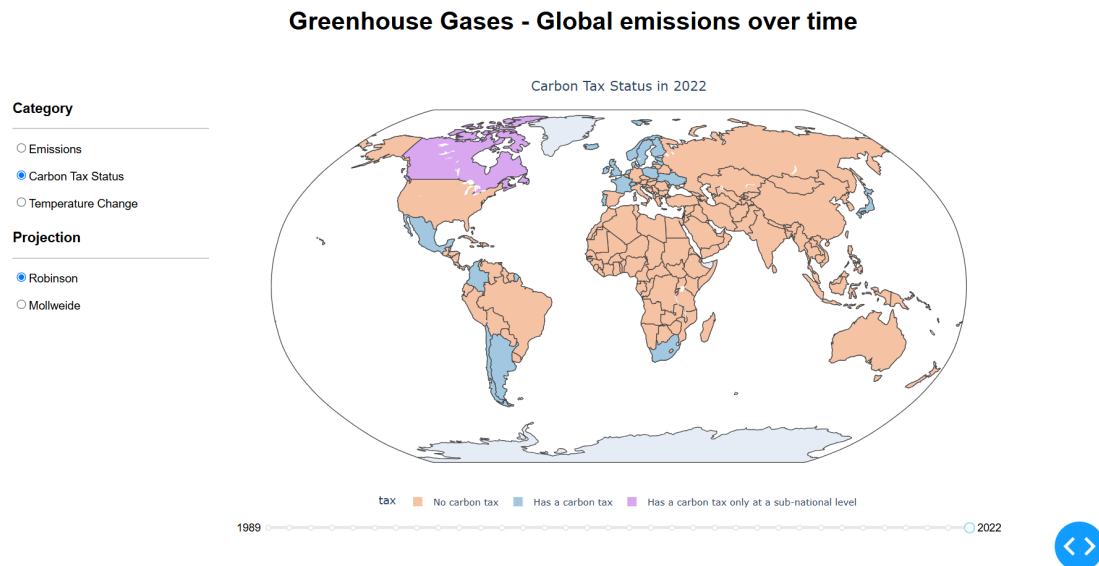 Greenhouse Gases - Global emissions over time
Category
Emissions
Carbon Tax Status
Temperature Change
Projection
Robinson
Mollweide
Carbon Tax Status in 2022
tax No carbon tax Has a carbon tax Has a carbon tax only at a sub-national level
1989 2022